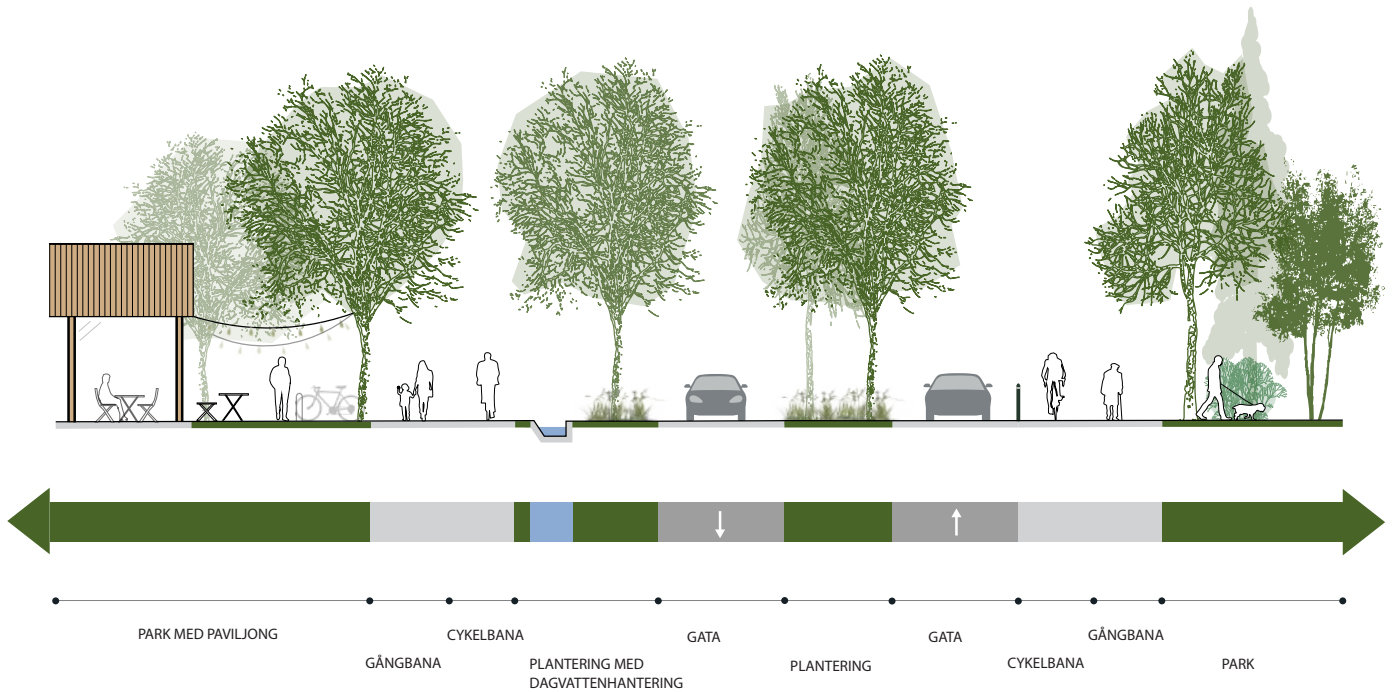 PARK MED PAVILJONG
GÅNGBANA
CYKELBANA
PLANTERING MED
DAGVATTENHANTERING
GATA
PLANTERING
GATA
CYKELBANA
GÅNGBANA
PARK